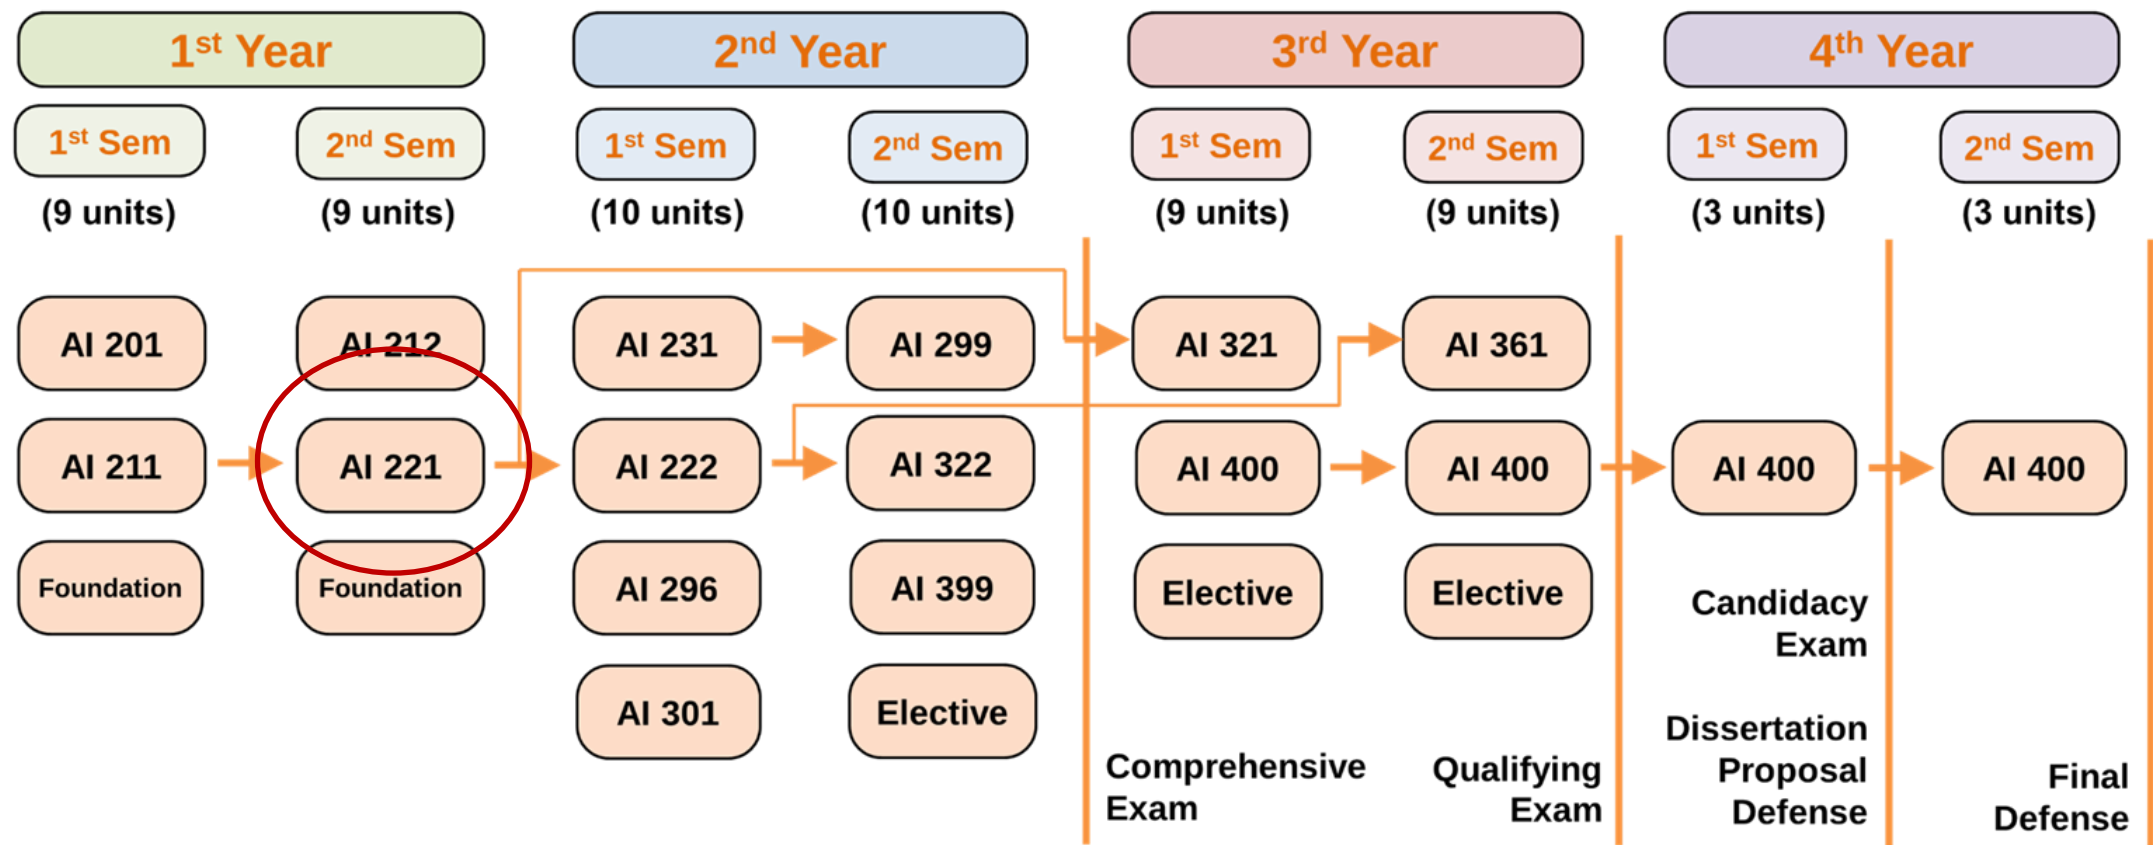 1st Year
2nd Year
3rd Year
4th Year
1st Sem
2nd Sem
1st Sem
2nd Sem
1st Sem
2nd Sem
1st Sem
2nd Sem
(9 units)
(9 units)
(10 units)
(10 units)
(9 units)
(9 units)
(3 units)
(3 units)
AI 201
AI 212
AI 231
AI 299
AI 321
AI 361
AI 211
AI 221
AI 222
AI 322
AI 400
AI 400
AI 400
AI 400
Foundation
Foundation
AI 296
AI 399
Elective
Elective
AI 301
Elective
Comprehensive
Exam
Qualifying
Exam
Candidacy
Exam
Dissertation
Proposal
Defense
Final
Defense